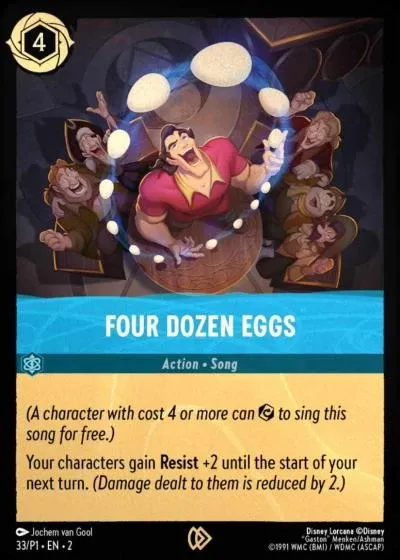 4
FOUR DOZEN EGGS
Action • Song
(A character with cost 4 or more can to sing this
song for free.)
Your characters gain Resist +2 until the start of your
next turn. (Damage dealt to them is reduced by 2.)
Jochem van Gool
Disney Lorcana ©Disney
"Gaston" Menken/Ashman
33/P1 • EN • 2
©1991 WMC (BMI) / WDMC (ASCAP)